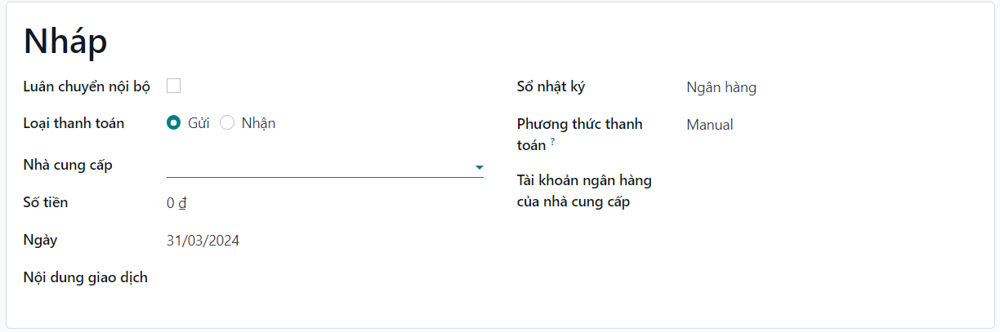 Nháp
Luân chuyển nội bộ
Loại thanh toán Gửi Nhận
Nhà cung cấp
Số tiền 0 ₫
Ngày 31/03/2024
Nội dung giao dịch
Sổ nhật ký Ngân hàng
Phương thức thanh Manual
toán ?
Tài khoản ngân hàng
của nhà cung cấp